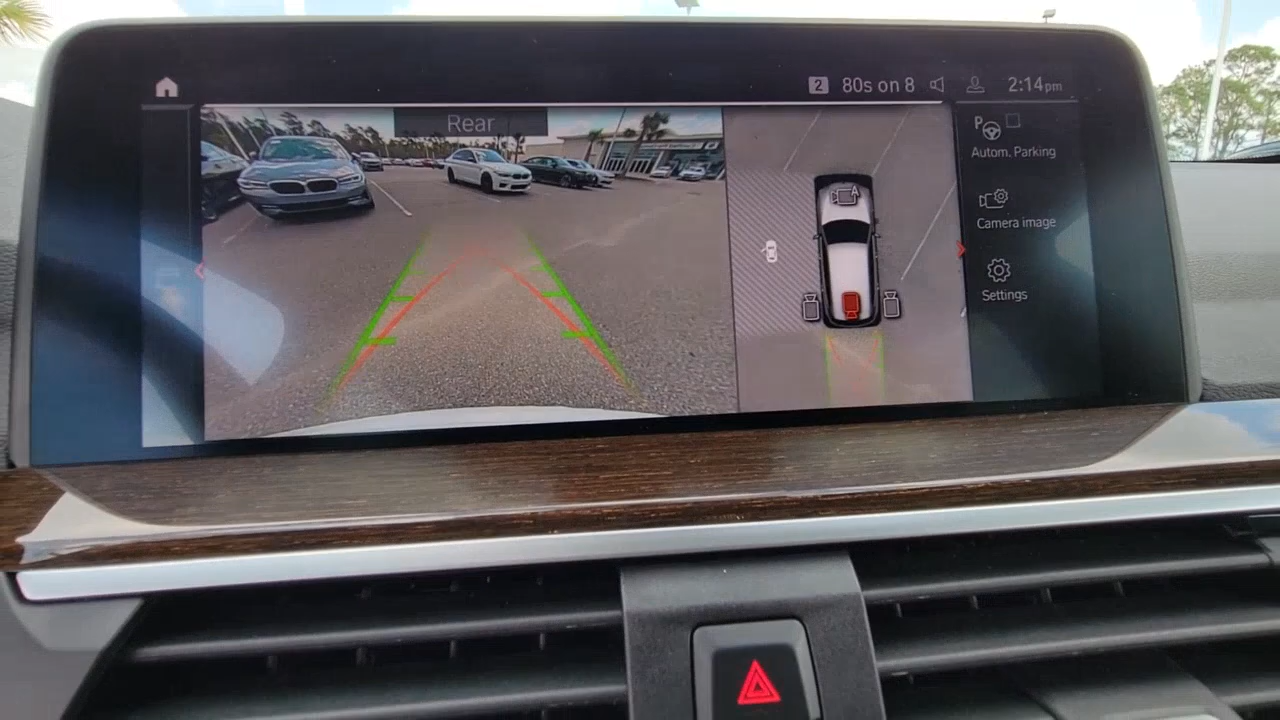 2 80s on 8 2:14pm
Rear
P
Autom. Parking
A
Camera image
Settings